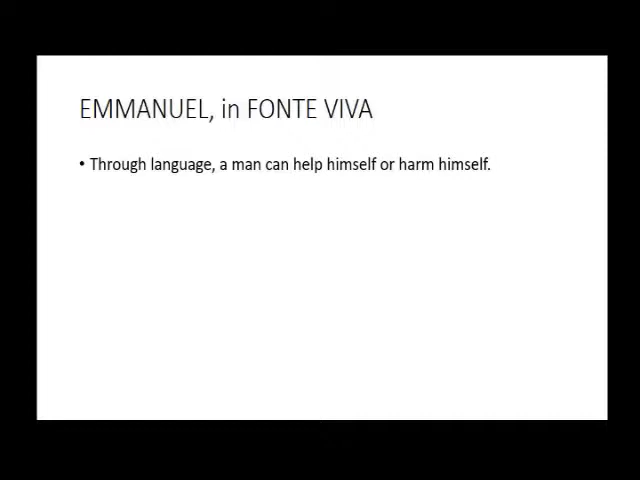 EMMANUEL, in FONTE VIVA
• Through language, a man can help himself or harm himself.